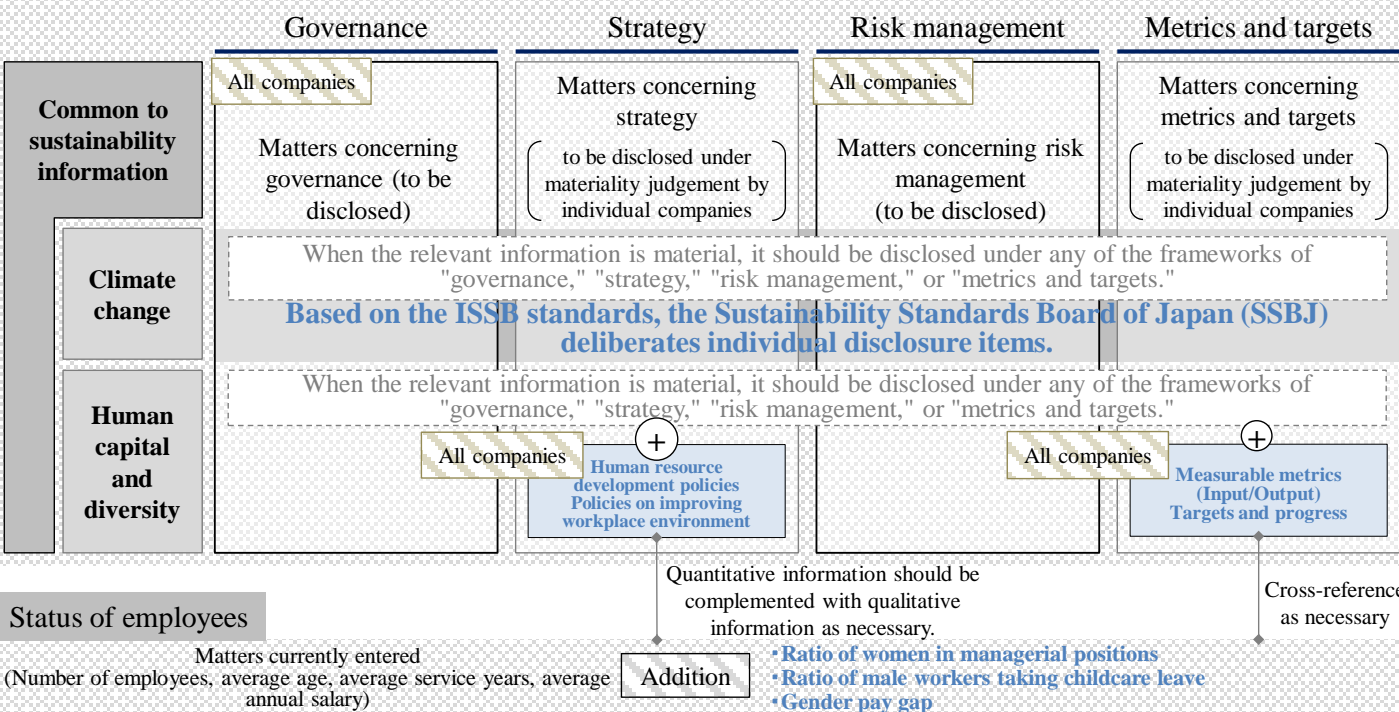 Governance
Strategy
Risk management
Metrics and targets
Common to
sustainability
information
All companies
Matters concerning
governance (to be
disclosed)
Matters concerning
strategy
to be disclosed under
materiality judgement by
individual companies
All companies
Matters concerning risk
management
(to be disclosed)
Matters concerning
metrics and targets
to be disclosed under
materiality judgement by
individual companies
Climate
change
When the relevant information is material, it should be disclosed under any of the frameworks of
"governance," "strategy," "risk management," or "metrics and targets."
Based on the ISSB standards, the Sustainability Standards Board of Japan (SSBJ)
deliberates individual disclosure items.
Human
capital
and
diversity
When the relevant information is material, it should be disclosed under any of the frameworks of
"governance," "strategy," "risk management," or "metrics and targets."
All companies
+
Human resource
development policies
Policies on improving
workplace environment
All companies
+
Measurable metrics
(Input/Output)
Targets and progress
Quantitative information should be
complemented with qualitative
information as necessary.
Cross-reference
as necessary
Status of employees
Matters currently entered
(Number of employees, average age, average service years, average
annual salary)
Addition
・Ratio of women in managerial positions
・Ratio of male workers taking childcare leave
・Gender pay gap